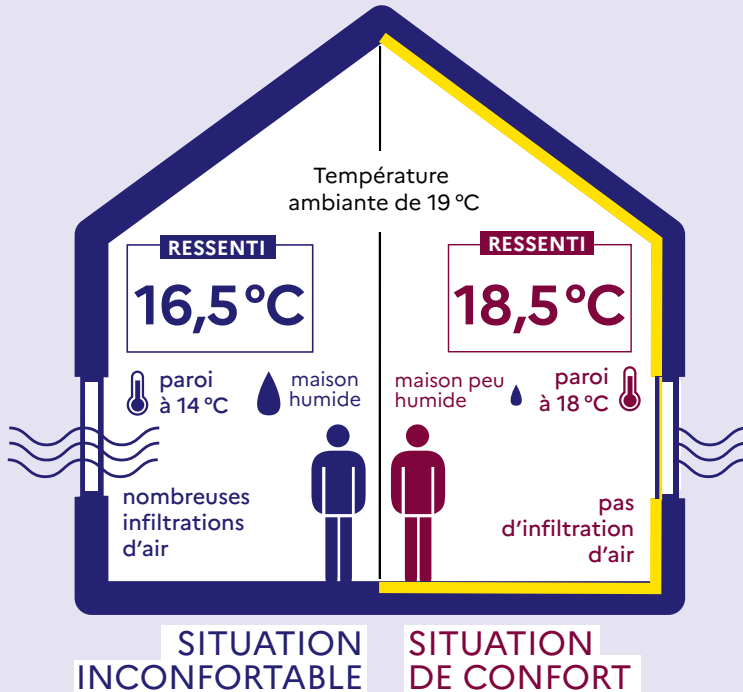 Température
ambiante de 19 °C
RESSENTI
16,5 °C
paroi
à 14 °C
maison
humide
nombreuses
infiltrations
d'air
SITUATION
INCONFORTABLE
RESSENTI
18,5 °C
maison peu
humide
paroi
à 18 °C
pas
d'infiltration
d'air
SITUATION
DE CONFORT